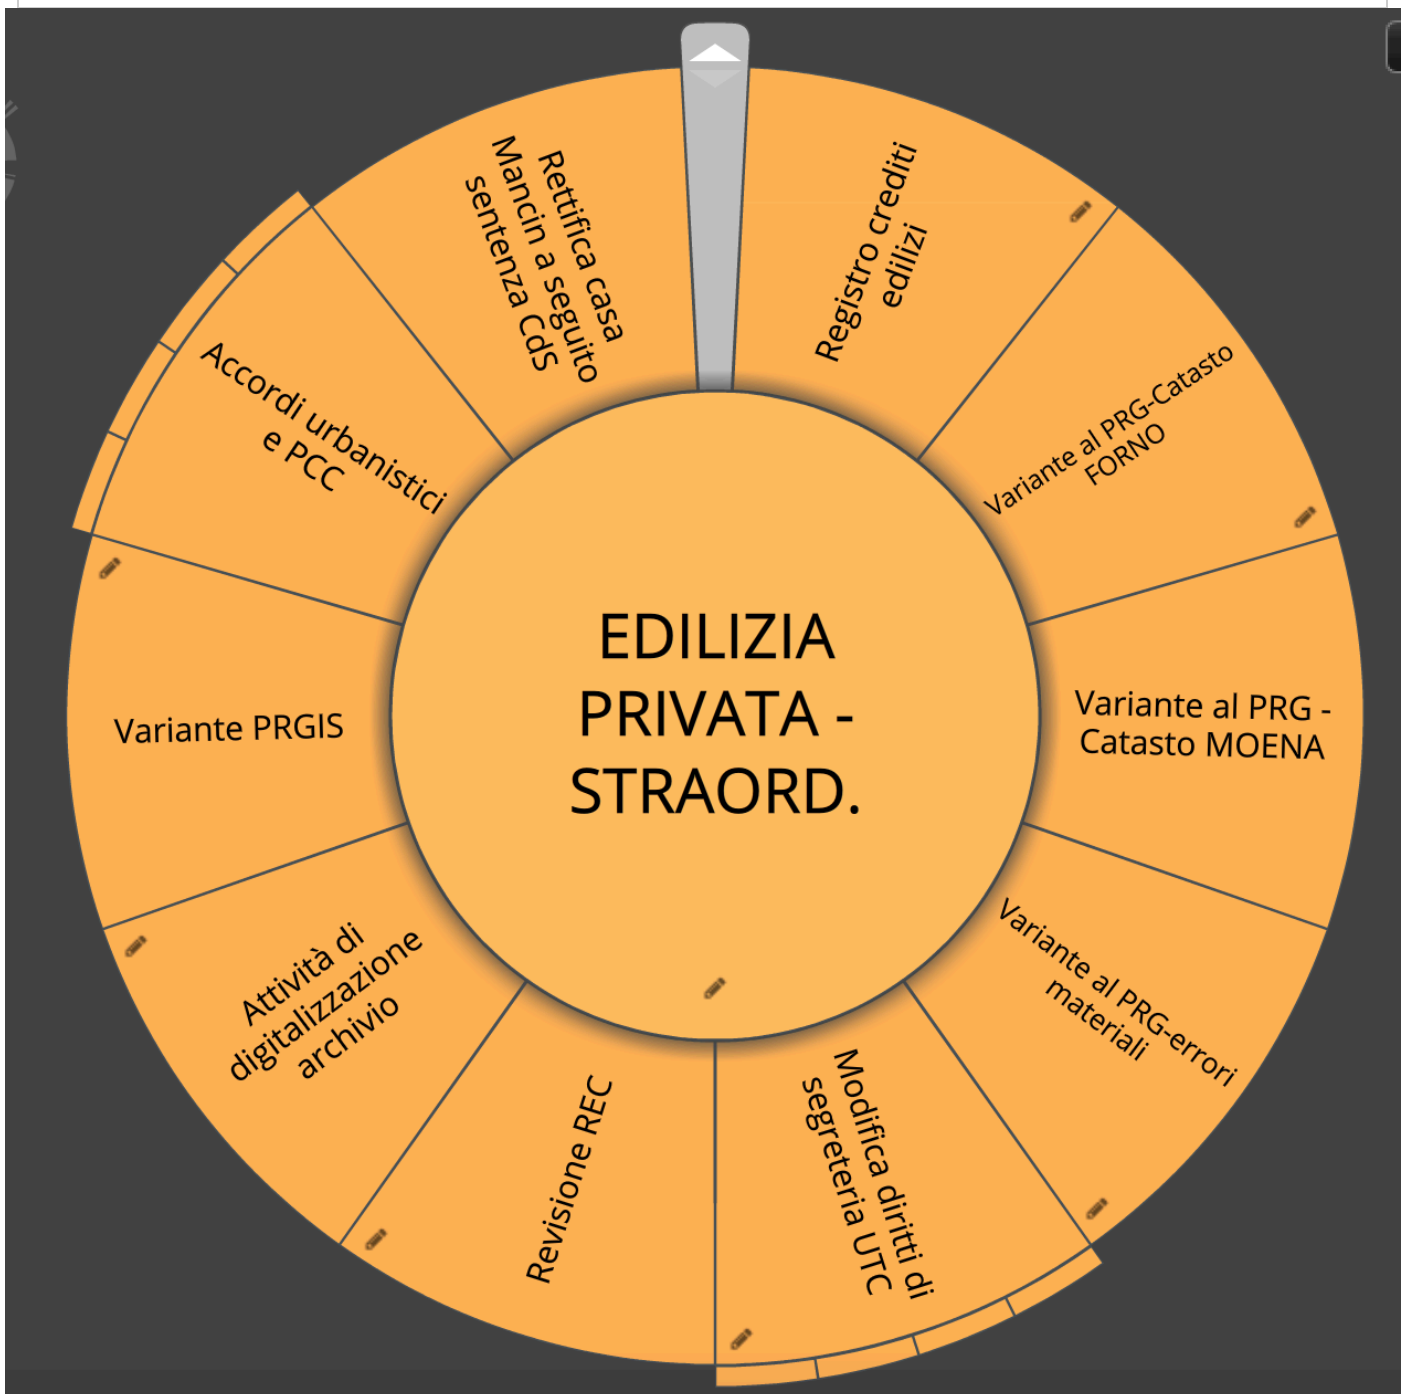 EDILIZIA
PRIVATA -
STRAORD.
Registro crediti
edilizi
Variante al PRG-Catasto
FORNO
Variante al PRG -
Catasto MOENA
Variante al PRG-errori
materiali
Modifica diritti di
segreteria UTC
Revisione REC
Attività di
digitalizzazione
archivio
Variante PRGIS
Accordi urbanistici
e PCC
Rettifica casa
Mancin a seguito
sentenza CdS